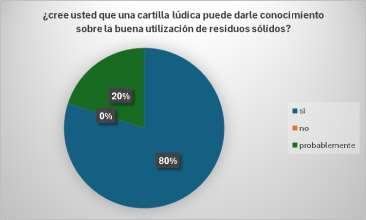 ¿cree usted que una cartilla lúdica puede darle conocimiento
sobre la buena utilización de residuos sólidos?
20%
0%
80%
si
no
probablemente